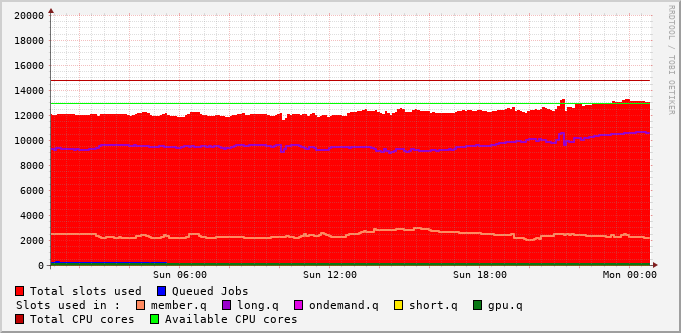 RRDTOOL / TOBI OETIKER
20000
18000
16000
14000
12000
10000
8000
6000
4000
2000
0
Sun 06:00 Sun 12:00 Sun 18:00 Mon 00:00
Total slots used Queued Jobs
Slots used in : member.q long.q ondemand.q short.q gpu.q
Total CPU cores Available CPU cores